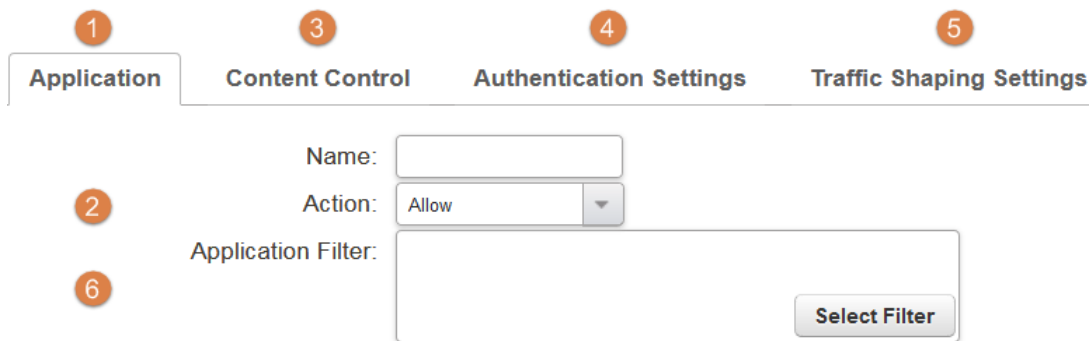 1 3 4 5
Application Content Control Authentication Settings Traffic Shaping Settings
Name:
2 Action: Allow
Application Filter:
6
Select Filter